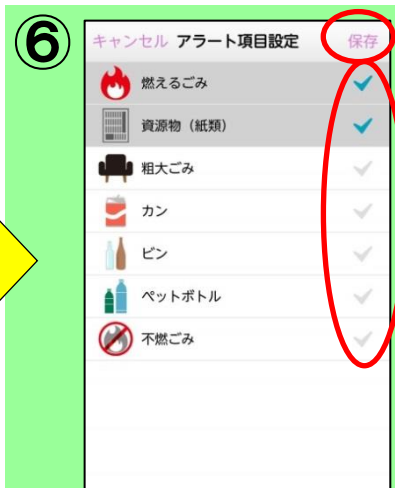 ⑥
キャンセル アラート項目設定 保存
燃えるごみ
資源物（紙類）
粗大ごみ
カン
ビン
ペットボトル
不燃ごみ